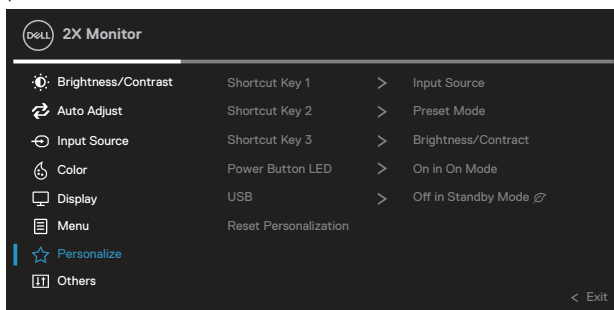 DELL 2X Monitor
Brightness/Contrast Shortcut Key 1 > Input Source
Auto Adjust Shortcut Key 2 > Preset Mode
Input Source Shortcut Key 3 > Brightness/Contract
Color Power Button LED > On in On Mode
Display USB > Off in Standby Mode
Menu Reset Personalization
Personalize
Others
< Exit